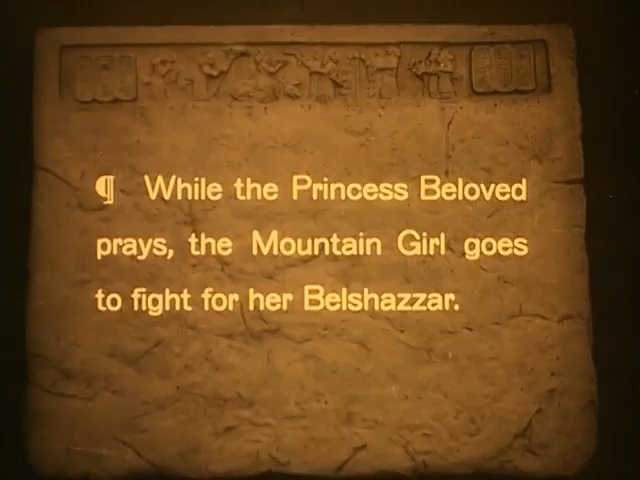 ¶ While the Princess Beloved
prays, the Mountain Girl goes
to fight for her Belshazzar.